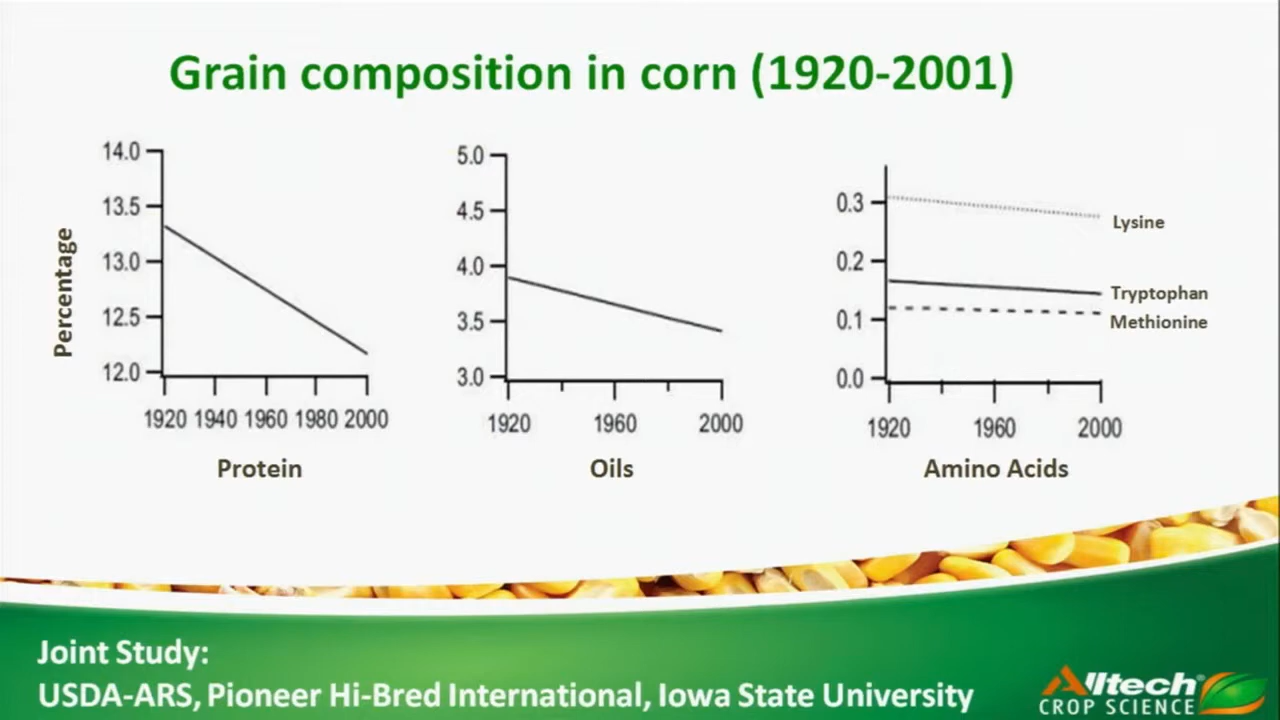 Grain composition in corn (1920-2001)
Percentage
14.0
13.5
13.0
12.5
12.0
1920 1940 1960 1980 2000
Protein
5.0
4.5
4.0
3.5
3.0
1920 1960 2000
Oils
0.3
0.2
0.1
0.0
Lysine
Tryptophan
Methionine
1920 1960 2000
Amino Acids
Joint Study:
USDA-ARS, Pioneer Hi-Bred International, Iowa State University
Alltech®
CROP SCIENCE